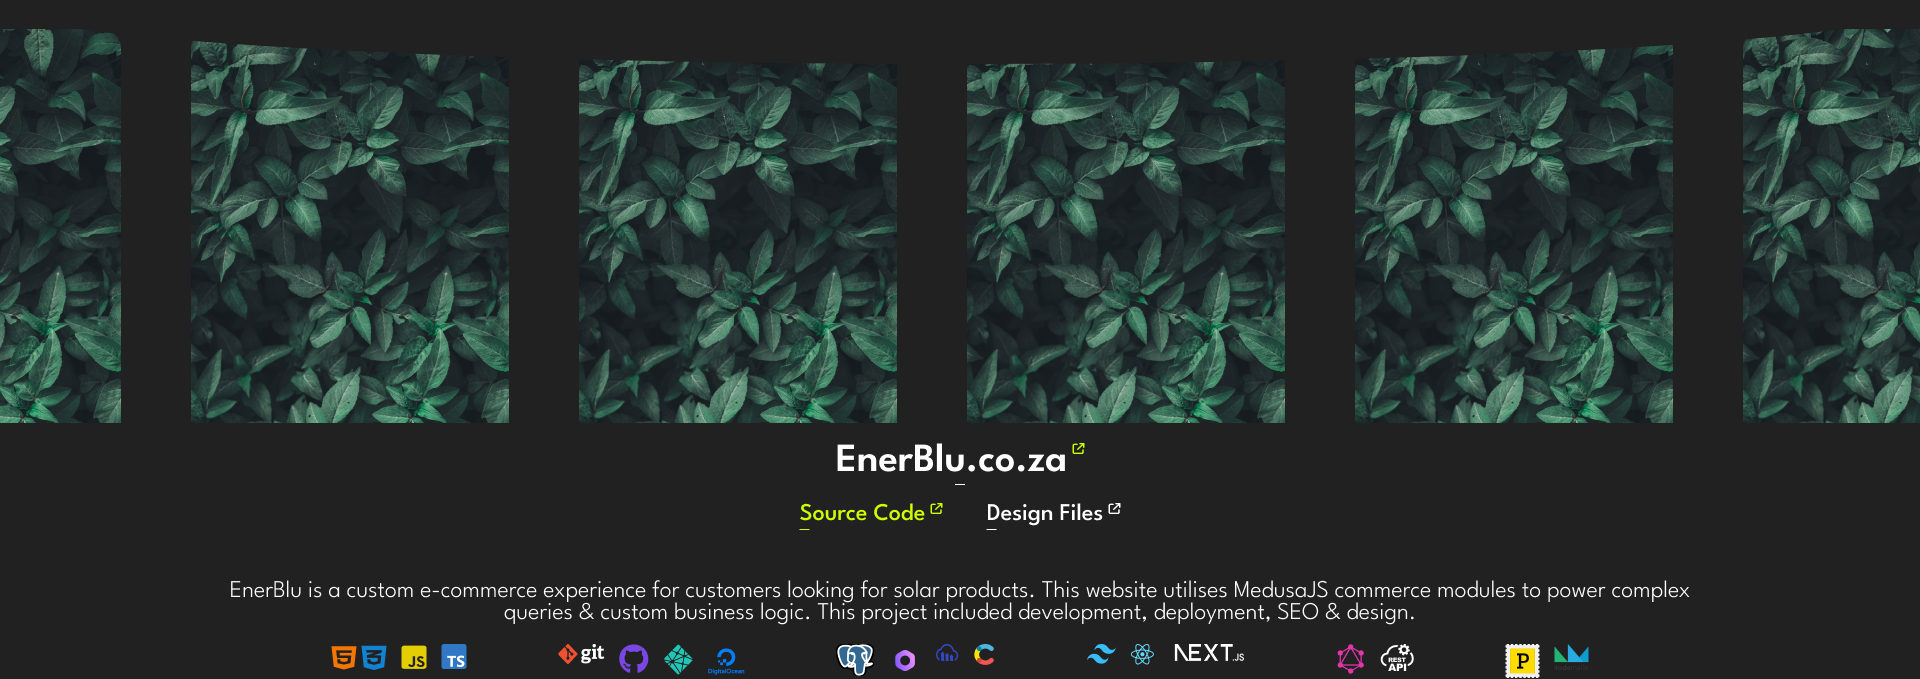 EnerBlu.co.za
Source Code Design Files
EnerBlu is a custom e-commerce experience for customers looking for solar products. This website utilises MedusaJS commerce modules to power complex
queries & custom business logic. This project included development, deployment, SEO & design.
5 3 JS TS git DigitalOcean NEXT.JS REST API P